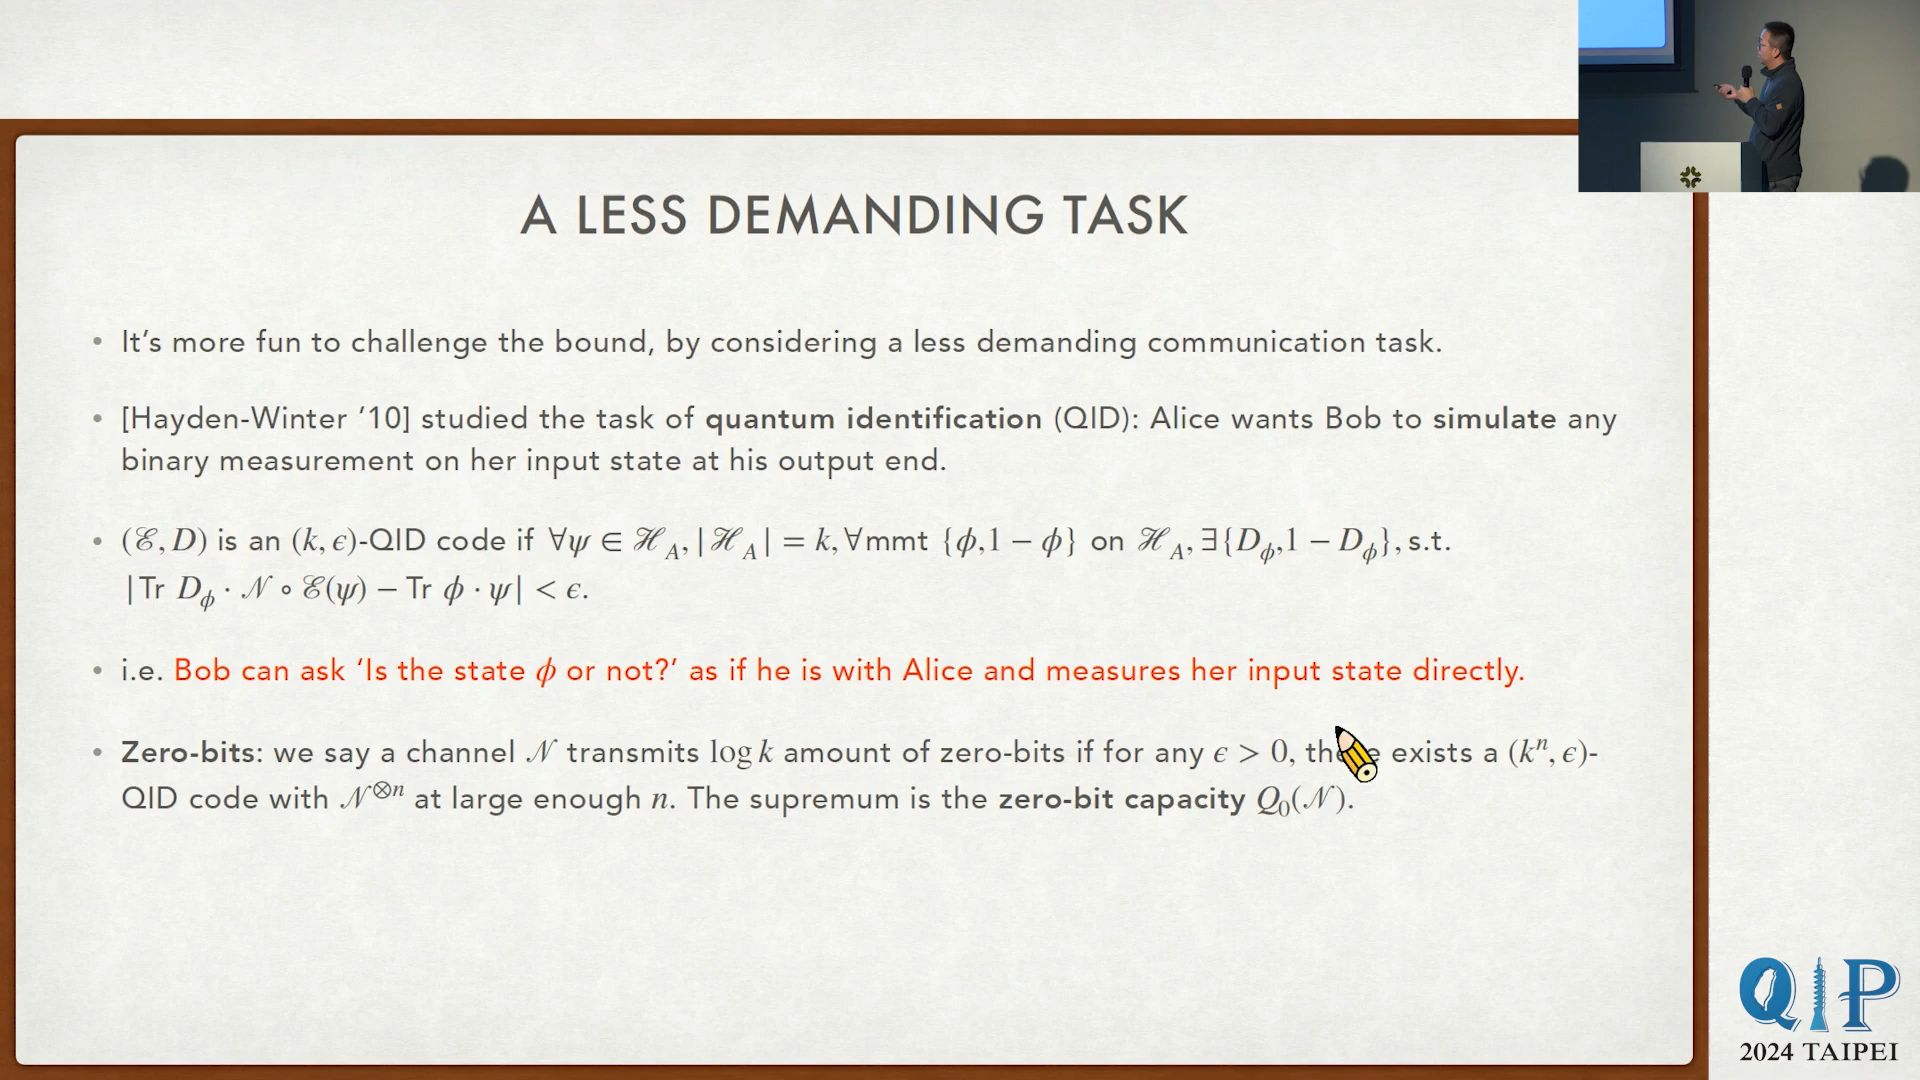 A LESS DEMANDING TASK
• It's more fun to challenge the bound, by considering a less demanding communication task.
• [Hayden-Winter '10] studied the task of quantum identification (QID): Alice wants Bob to simulate any
binary measurement on her input state at his output end.
• (ℰ, D) is an (k, ϵ)-QID code if ∀ψ ∈ ℋ_A, |ℋ_A| = k, ∀mmt {ϕ,1 − ϕ} on ℋ_A, ∃{D_ϕ,1 − D_ϕ}, s.t.
|Tr D_ϕ · 𝒩 ∘ ℰ(ψ) − Tr ϕ · ψ| < ϵ.
• i.e. Bob can ask 'Is the state ϕ or not?' as if he is with Alice and measures her input state directly.
• Zero-bits: we say a channel 𝒩 transmits log k amount of zero-bits if for any ϵ > 0, there exists a (kⁿ, ϵ)-
QID code with 𝒩^⊗n at large enough n. The supremum is the zero-bit capacity Q₀(𝒩).
QIP
2024 TAIPEI